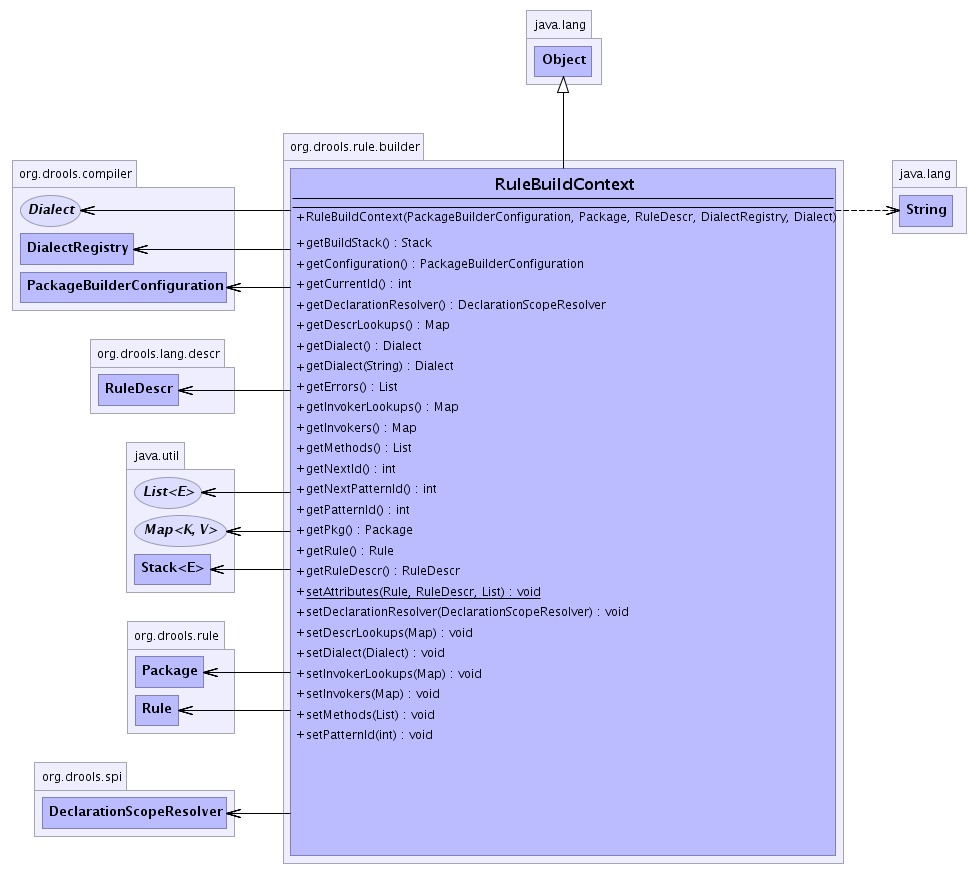 java.lang
Object
org.drools.rule.builder
RuleBuildContext
+RuleBuildContext(PackageBuilderConfiguration, Package, RuleDescr, DialectRegistry, Dialect)
+getBuildStack() : Stack
+getConfiguration() : PackageBuilderConfiguration
+getCurrentId() : int
+getDeclarationResolver() : DeclarationScopeResolver
+getDescrLookups() : Map
+getDialect() : Dialect
+getDialect(String) : Dialect
+getErrors() : List
+getInvokerLookups() : Map
+getInvokers() : Map
+getMethods() : List
+getNextId() : int
+getNextPatternId() : int
+getPatternId() : int
+getPkg() : Package
+getRule() : Rule
+getRuleDescr() : RuleDescr
+setAttributes(Rule, RuleDescr, List) : void
+setDeclarationResolver(DeclarationScopeResolver) : void
+setDescrLookups(Map) : void
+setDialect(Dialect) : void
+setInvokerLookups(Map) : void
+setInvokers(Map) : void
+setMethods(List) : void
+setPatternId(int) : void
org.drools.compiler
Dialect
DialectRegistry
PackageBuilderConfiguration
org.drools.lang.descr
RuleDescr
java.util
List<E>
Map<K, V>
Stack<E>
org.drools.rule
Package
Rule
org.drools.spi
DeclarationScopeResolver
java.lang
String